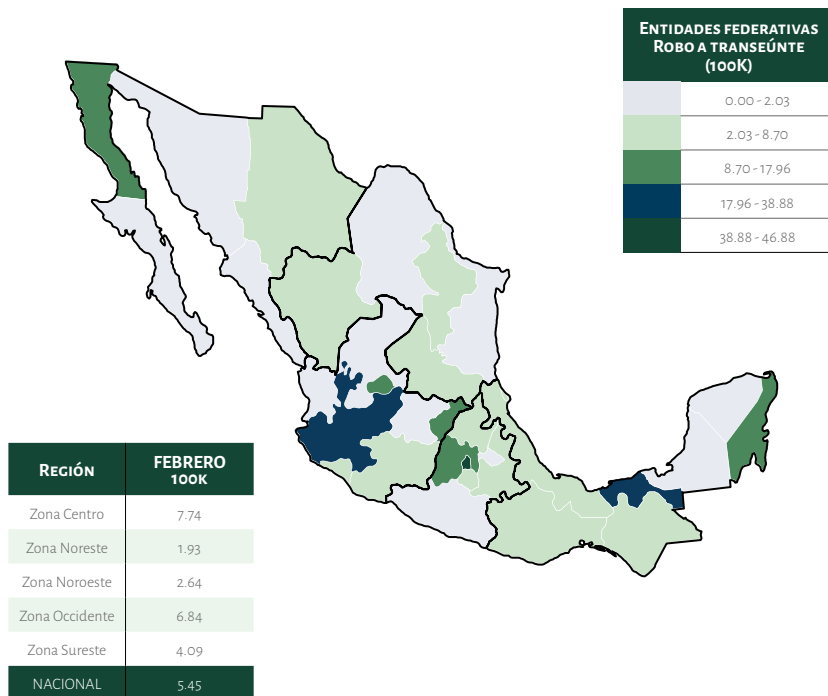 Entidades federativas
Robo a transeúnte
(100K)
0.00 - 2.03
2.03 - 8.70
8.70 - 17.96
17.96 - 38.88
38.88 - 46.88
Región FEBRERO
100K
Zona Centro 7.74
Zona Noreste 1.93
Zona Noroeste 2.64
Zona Occidente 6.84
Zona Sureste 4.09
NACIONAL 5.45